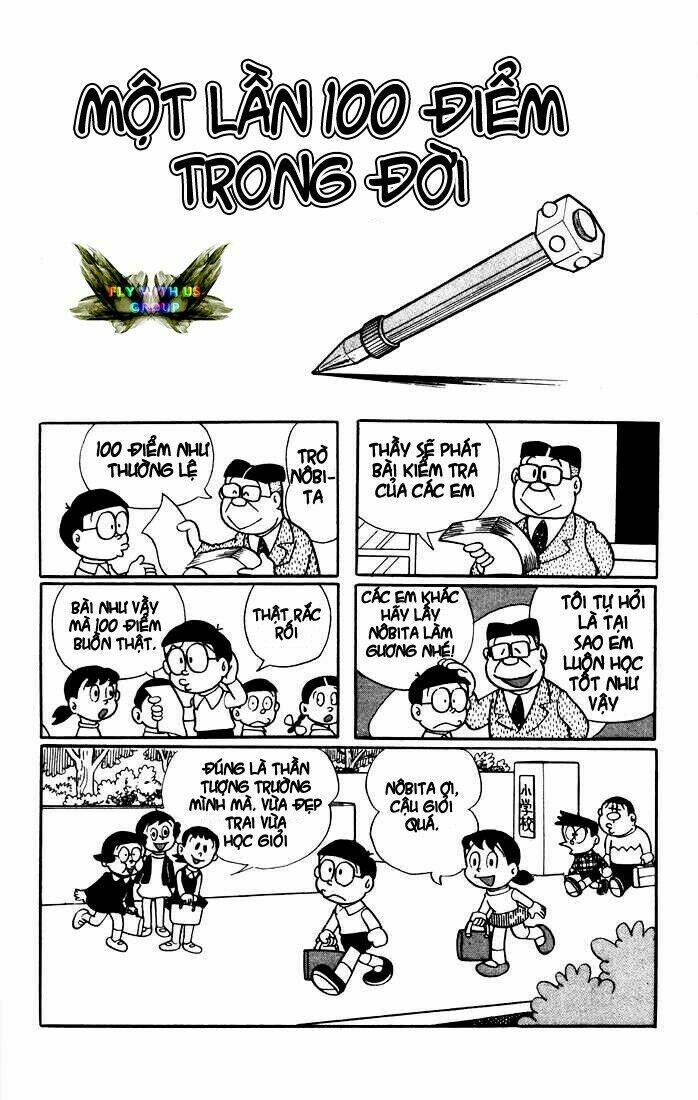 MỘT LẦN 100 ĐIỂM
TRONG ĐỜI
FLY WITH US
GROUP
THẦY SẼ PHÁT
BÀI KIỂM TRA
CỦA CÁC EM
TRÒ
NÔBI-
TA
100 ĐIỂM NHƯ
THƯỜNG LỆ
TÔI TỰ HỎI
LÀ TẠI
SAO EM
LUÔN HỌC
TỐT NHƯ
VẬY
CÁC EM KHÁC
HÃY LẤY
NÔBITA LÀM
GƯƠNG NHÉ!
THẬT RẮC
RỐI
BÀI NHƯ VẦY
MÀ 100 ĐIỂM
BUỒN THẬT.
小学校
NÔBITA ƠI,
CẬU GIỎI
QUÁ.
ĐÚNG LÀ THẦN
TƯỢNG TRƯỜNG
MÌNH MÀ. VỪA ĐẸP
TRAI VỪA
HỌC GIỎI